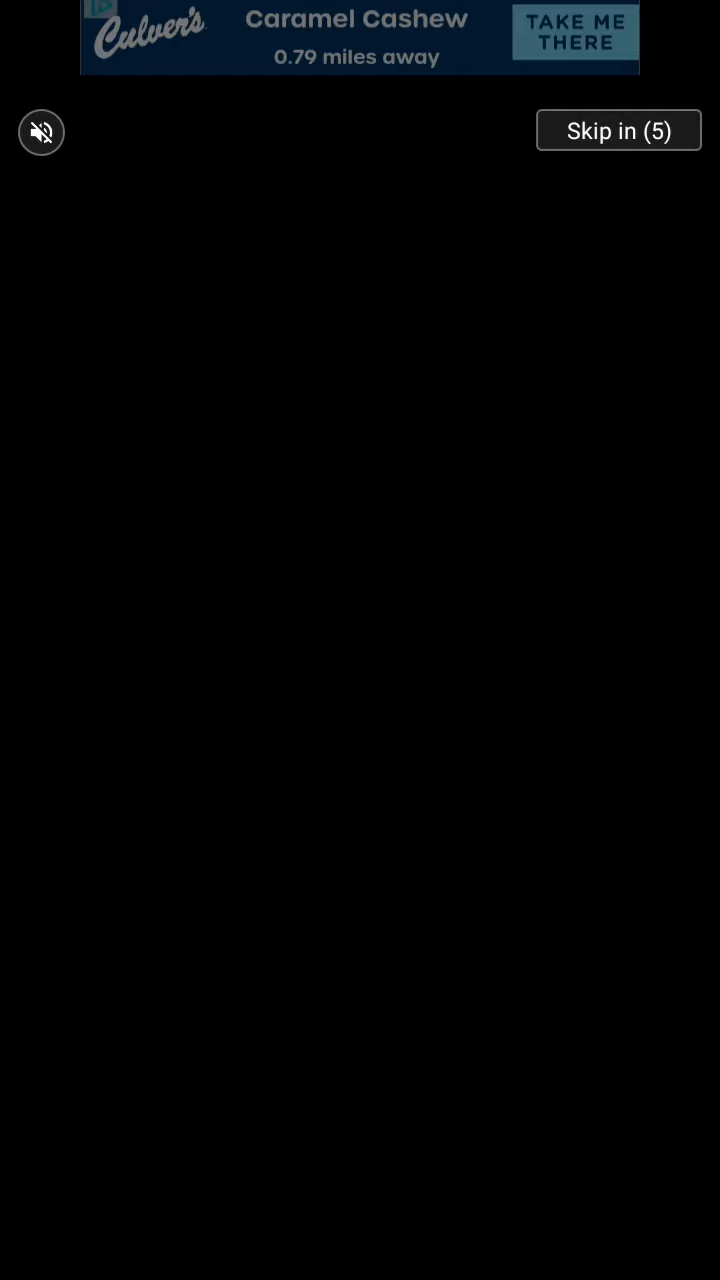 Culver's
Caramel Cashew
0.79 miles away
TAKE ME
THERE
Skip in (5)